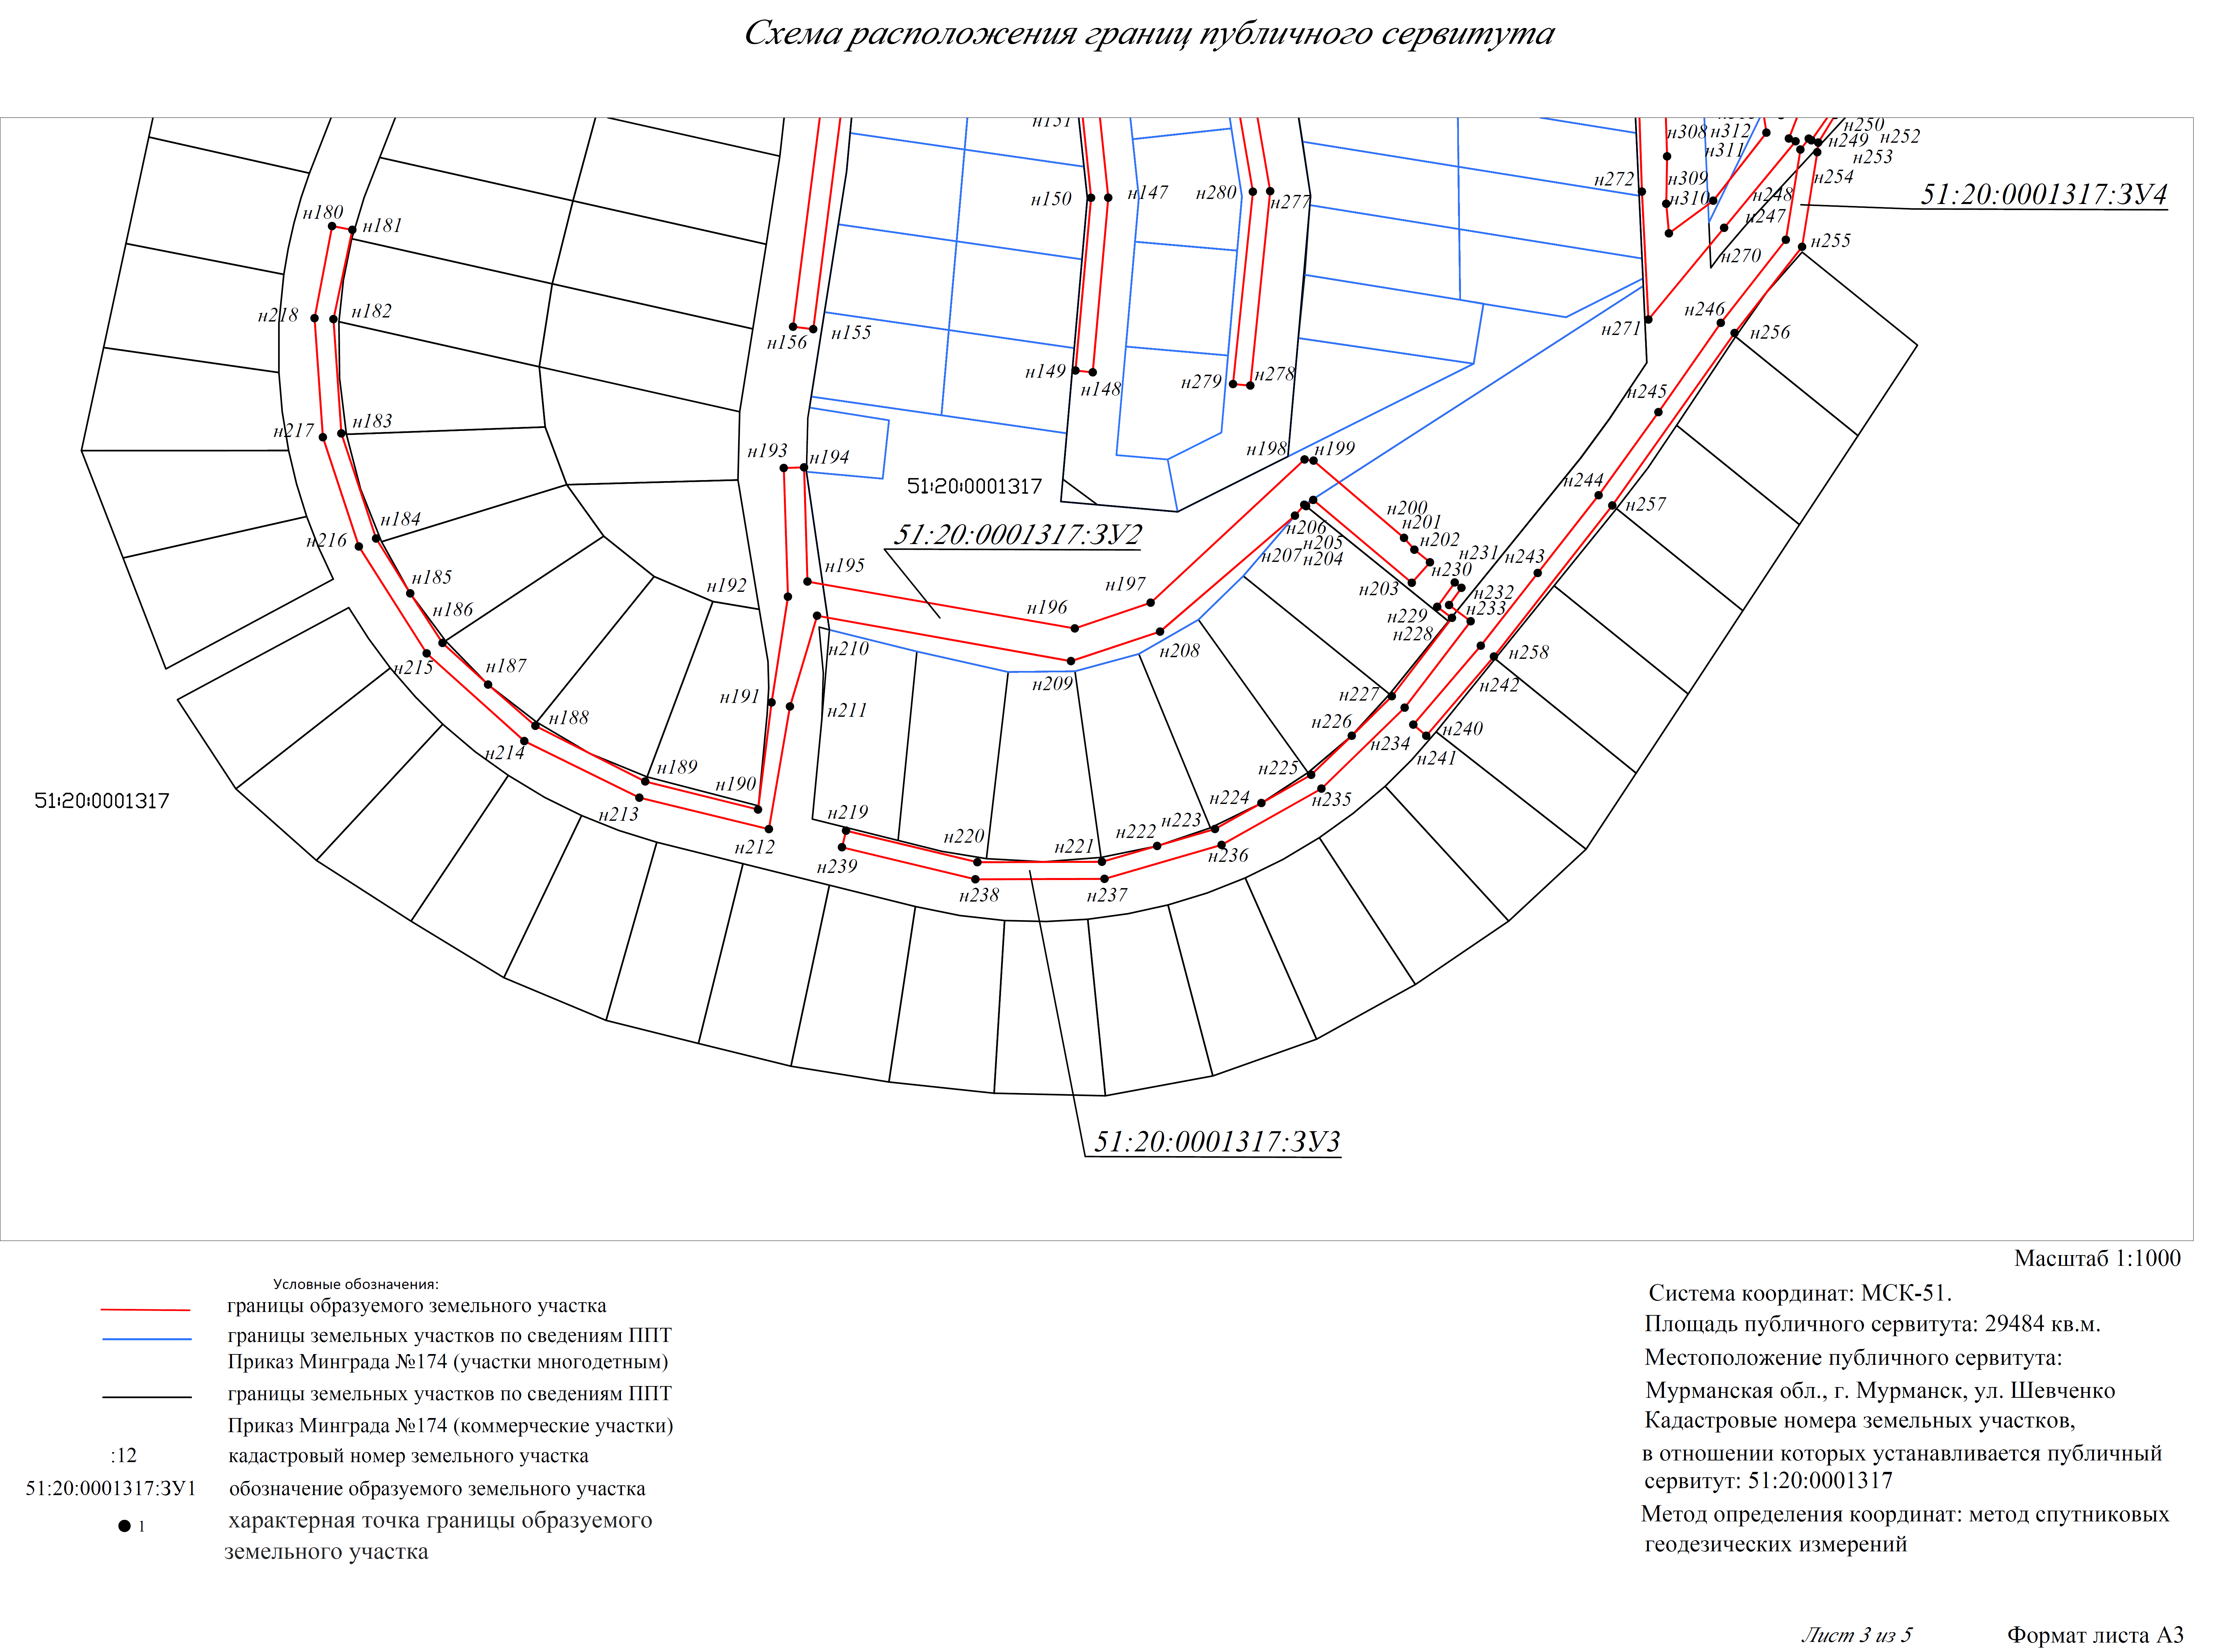 Схема расположения границ публичного сервитута
н151
н308
н312
н311
н250
н249
н252
н253
н254
н272
н309
н310
н248
н247
51:20:0001317:ЗУ4
н150
н147
н280
н277
н180
н181
н255
н270
н218
н182
н156
н155
н246
н271
н256
н149
н148
н279
н278
н245
н217
н183
н193
н194
н198
н199
51:20:0001317
н244
н257
н200
н201
н202
н216
н184
51:20:0001317:ЗУ2
н206
н205
н207
н204
н231
н243
н230
н195
н185
н192
н197
н203
н232
н186
н196
н229
н233
н228
н215
н210
н208
н258
н187
н209
н242
н191
н211
н227
н188
н226
н214
н234
н240
н241
н189
н190
н225
51:20:0001317
н213
н219
н224
н235
н212
н220
н221
н222
н223
н239
н236
н238
н237
51:20:0001317:ЗУ3
Масштаб 1:1000
Условные обозначения:
границы образуемого земельного участка
границы земельных участков по сведениям ППТ
Приказ Минграда №174 (участки многодетным)
границы земельных участков по сведениям ППТ
Приказ Минграда №174 (коммерческие участки)
:12
кадастровый номер земельного участка
51:20:0001317:ЗУ1
обозначение образуемого земельного участка
1
характерная точка границы образуемого
земельного участка
Система координат: МСК-51.
Площадь публичного сервитута: 29484 кв.м.
Местоположение публичного сервитута:
Мурманская обл., г. Мурманск, ул. Шевченко
Кадастровые номера земельных участков,
в отношении которых устанавливается публичный
сервитут: 51:20:0001317
Метод определения координат: метод спутниковых
геодезических измерений
Лист 3 из 5
Формат листа А3